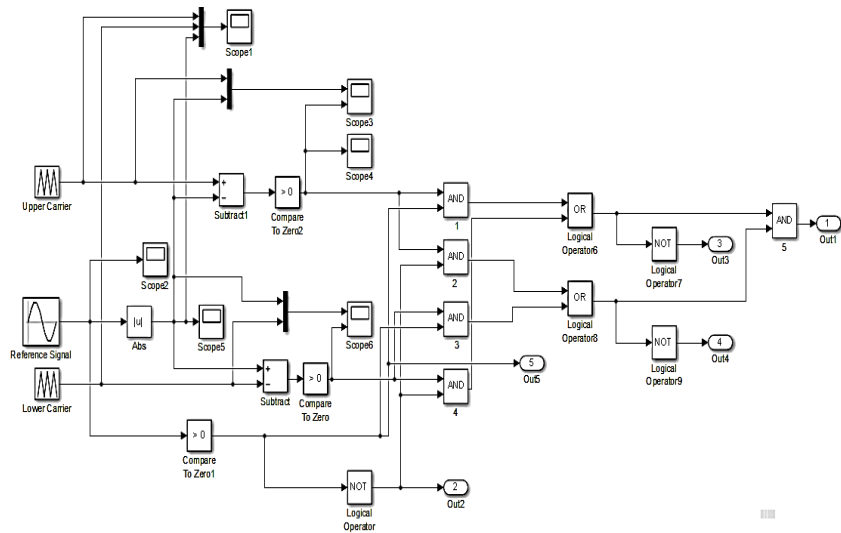 Scope1
Scope3
Scope4
Upper Carrier
+
−
Subtract1
> 0
Compare
To Zero2
AND
1
OR
Logical
Operator6
AND
5
1
Out1
NOT
Logical
Operator7
3
Out3
Scope2
AND
2
OR
Logical
Operator8
Reference Signal
|u|
Abs
Scope5
Scope6
AND
3
NOT
Logical
Operator9
4
Out4
5
Out5
Lower Carrier
+
−
Subtract
> 0
Compare
To Zero
AND
4
> 0
Compare
To Zero1
NOT
Logical
Operator
2
Out2